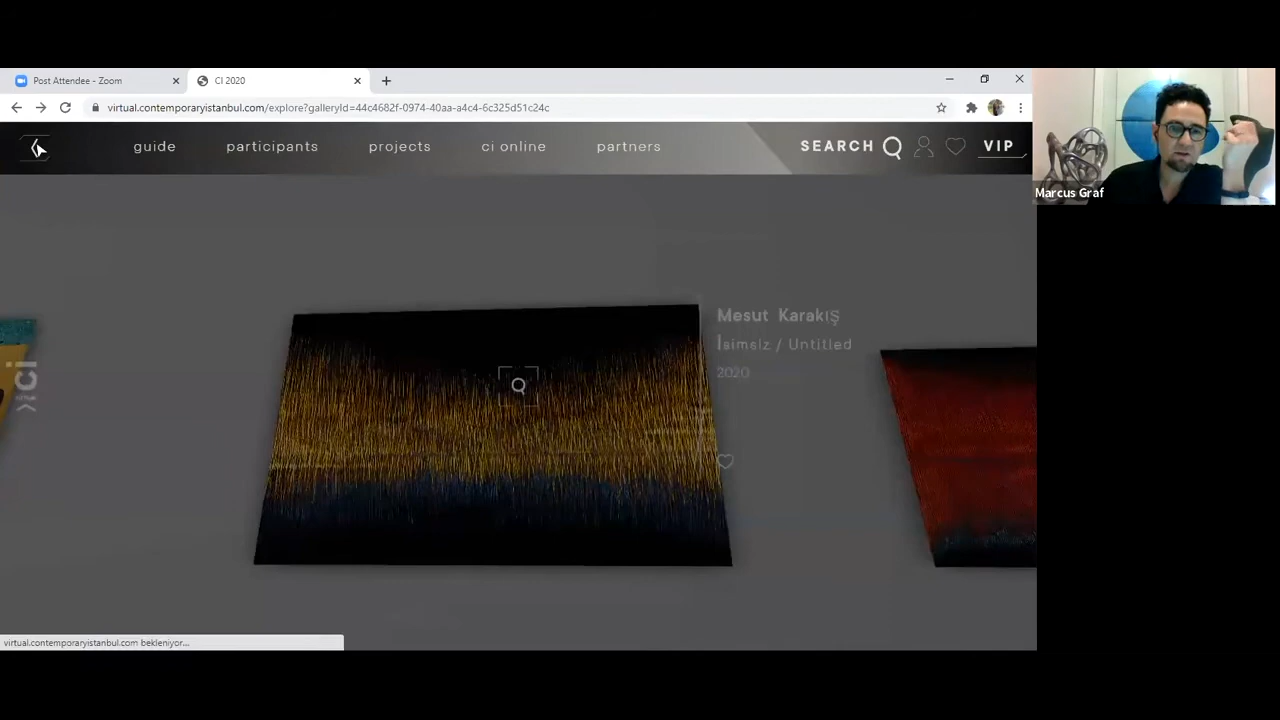 Post Attendee - Zoom
CI 2020
virtual.contemporaryistanbul.com/explore?galleryId=44c4682f-0974-40aa-a4c4-6c325d51c24c
guide participants projects ci online partners SEARCH VIP
Marcus Graf
Mesut Karakış
İsimsiz / Untitled
2020
ci
virtual.contemporaryistanbul.com bekleniyor...